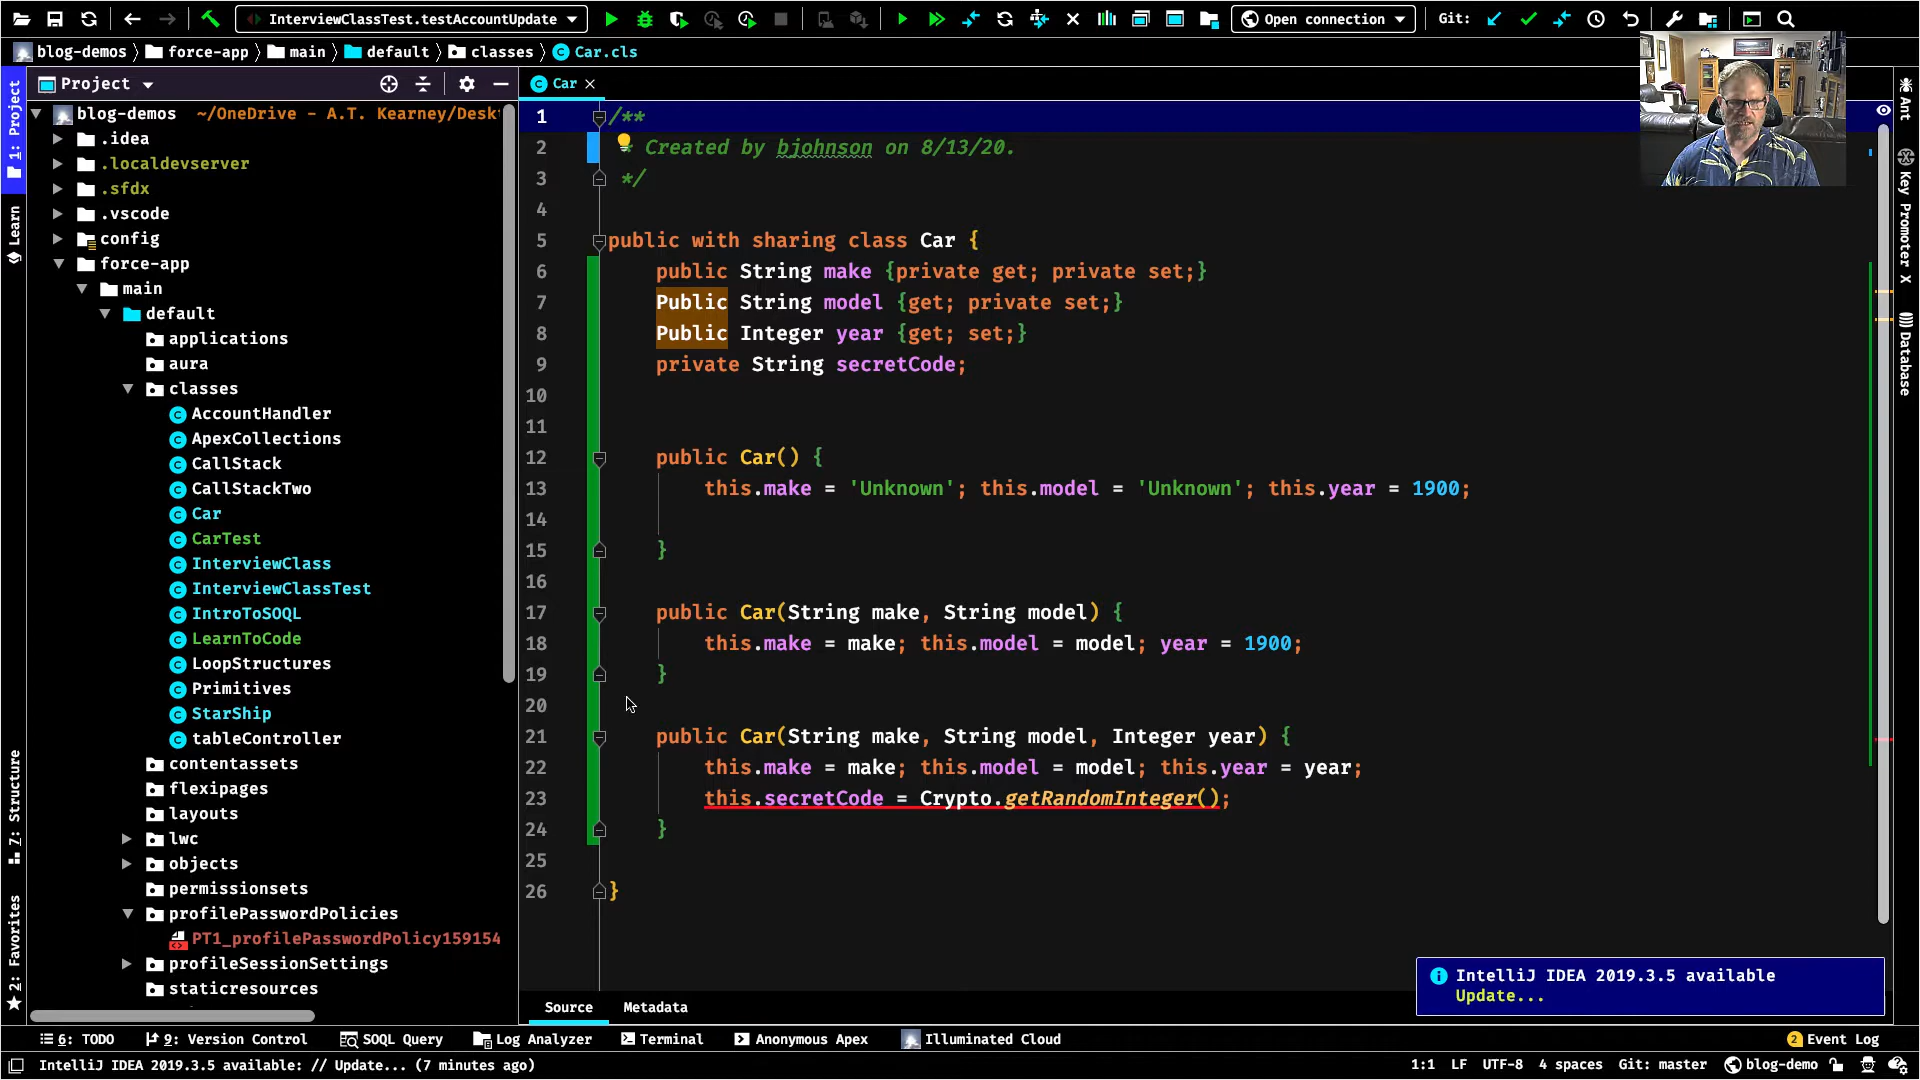 InterviewClassTest.testAccountUpdate
Open connection
Git:
blog-demos
force-app
main
default
classes
Car.cls
1: Project
Learn
7: Structure
2: Favorites
Project
blog-demos ~/OneDrive - A.T. Kearney/Desk
.idea
.localdevserver
.sfdx
.vscode
config
force-app
main
default
applications
aura
classes
AccountHandler
ApexCollections
CallStack
CallStackTwo
Car
CarTest
InterviewClass
InterviewClassTest
IntroToSOQL
LearnToCode
LoopStructures
Primitives
StarShip
tableController
contentassets
flexipages
layouts
lwc
objects
permissionsets
profilePasswordPolicies
PT1_profilePasswordPolicy159154
profileSessionSettings
staticresources
Car
1 /**
2 * Created by bjohnson on 8/13/20.
3 */
4
5 public with sharing class Car {
6 public String make {private get; private set;}
7 Public String model {get; private set;}
8 Public Integer year {get; set;}
9 private String secretCode;
10
11
12 public Car() {
13 this.make = 'Unknown'; this.model = 'Unknown'; this.year = 1900;
14
15 }
16
17 public Car(String make, String model) {
18 this.make = make; this.model = model; year = 1900;
19 }
20
21 public Car(String make, String model, Integer year) {
22 this.make = make; this.model = model; this.year = year;
23 this.secretCode = Crypto.getRandomInteger();
24 }
25
26 }
Ant
Key Promoter X
Database
IntelliJ IDEA 2019.3.5 available
Update...
Source Metadata
6: TODO 9: Version Control SOQL Query Log Analyzer Terminal Anonymous Apex Illuminated Cloud 2 Event Log
IntelliJ IDEA 2019.3.5 available: // Update... (7 minutes ago) 1:1 LF UTF-8 4 spaces Git: master blog-demo